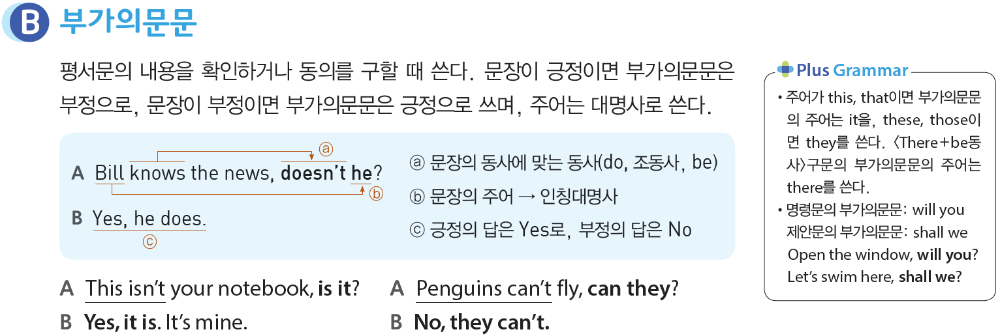 B 부가의문문
평서문의 내용을 확인하거나 동의를 구할 때 쓴다. 문장이 긍정이면 부가의문문은
부정으로, 문장이 부정이면 부가의문문은 긍정으로 쓰며, 주어는 대명사로 쓴다.
ⓐ
A Bill knows the news, doesn't he?
ⓑ
B Yes, he does.
ⓒ
ⓐ 문장의 동사에 맞는 동사(do, 조동사, be)
ⓑ 문장의 주어 → 인칭대명사
ⓒ 긍정의 답은 Yes로, 부정의 답은 No
A This isn't your notebook, is it?
B Yes, it is. It's mine.
A Penguins can't fly, can they?
B No, they can't.
Plus Grammar
• 주어가 this, that이면 부가의문문
의 주어는 it을, these, those이
면 they를 쓴다. 〈There+be동
사〉구문의 부가의문문의 주어는
there를 쓴다.
• 명령문의 부가의문문: will you
제안문의 부가의문문: shall we
Open the window, will you?
Let's swim here, shall we?